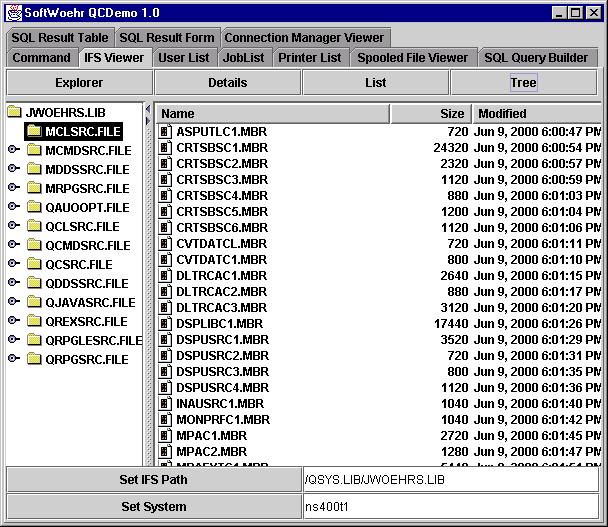 SoftWoehr QCDemo 1.0
SQL Result Table SQL Result Form Connection Manager Viewer
Command IFS Viewer User List JobList Printer List Spooled File Viewer SQL Query Builder
Explorer Details List Tree
JWOEHRS.LIB
MCLSRC.FILE
MCMDSRC.FILE
MDDSSRC.FILE
MRPGSRC.FILE
QAUOOPT.FILE
QCLSRC.FILE
QCMDSRC.FILE
QCSRC.FILE
QDDSSRC.FILE
QJAVASRC.FILE
QREXSRC.FILE
QRPGLESRC.FILE
QRPGSRC.FILE
Name Size Modified
ASPUTLC1.MBR 720 Jun 9, 2000 6:00:47 PM
CRTSBSC1.MBR 24320 Jun 9, 2000 6:00:54 PM
CRTSBSC2.MBR 2320 Jun 9, 2000 6:00:57 PM
CRTSBSC3.MBR 1120 Jun 9, 2000 6:00:59 PM
CRTSBSC4.MBR 880 Jun 9, 2000 6:01:03 PM
CRTSBSC5.MBR 1200 Jun 9, 2000 6:01:04 PM
CRTSBSC6.MBR 1120 Jun 9, 2000 6:01:06 PM
CVTDATCL.MBR 720 Jun 9, 2000 6:01:11 PM
CVTDATC1.MBR 800 Jun 9, 2000 6:01:10 PM
DLTRCAC1.MBR 2640 Jun 9, 2000 6:01:15 PM
DLTRCAC2.MBR 880 Jun 9, 2000 6:01:17 PM
DLTRCAC3.MBR 3120 Jun 9, 2000 6:01:20 PM
DSPLIBC1.MBR 17440 Jun 9, 2000 6:01:26 PM
DSPUSRC1.MBR 3520 Jun 9, 2000 6:01:29 PM
DSPUSRC2.MBR 720 Jun 9, 2000 6:01:31 PM
DSPUSRC3.MBR 800 Jun 9, 2000 6:01:35 PM
DSPUSRC4.MBR 1120 Jun 9, 2000 6:01:36 PM
INAUSRC1.MBR 1040 Jun 9, 2000 6:01:40 PM
MONPRFC1.MBR 1040 Jun 9, 2000 6:01:42 PM
MPAC1.MBR 2720 Jun 9, 2000 6:01:45 PM
MPAC2.MBR 1280 Jun 9, 2000 6:01:47 PM
Set IFS Path /QSYS.LIB/JWOEHRS.LIB
Set System ns400t1